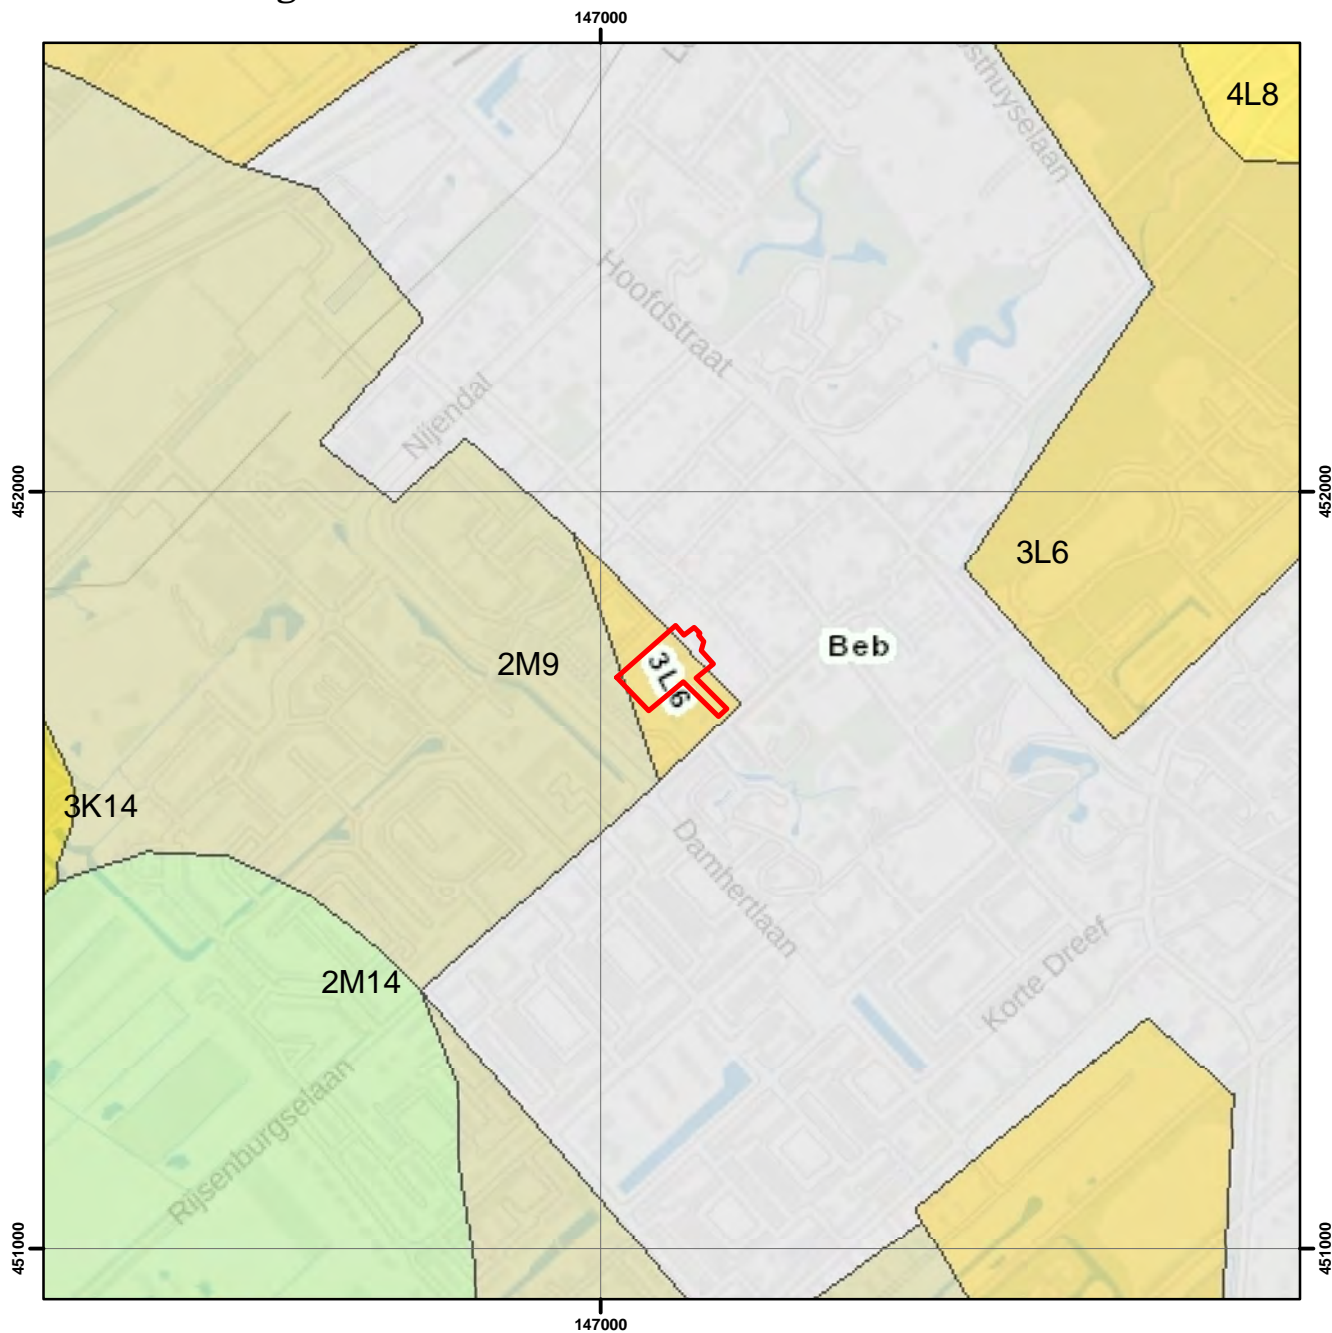 147000
4L8
osthuyselaan
Hoofdstraat
Nijendal
452000
452000
3L6
2M9
3L6
Beb
3K14
Damhertlaan
Korte Dreef
2M14
Rijsenburgselaan
451000
451000
147000